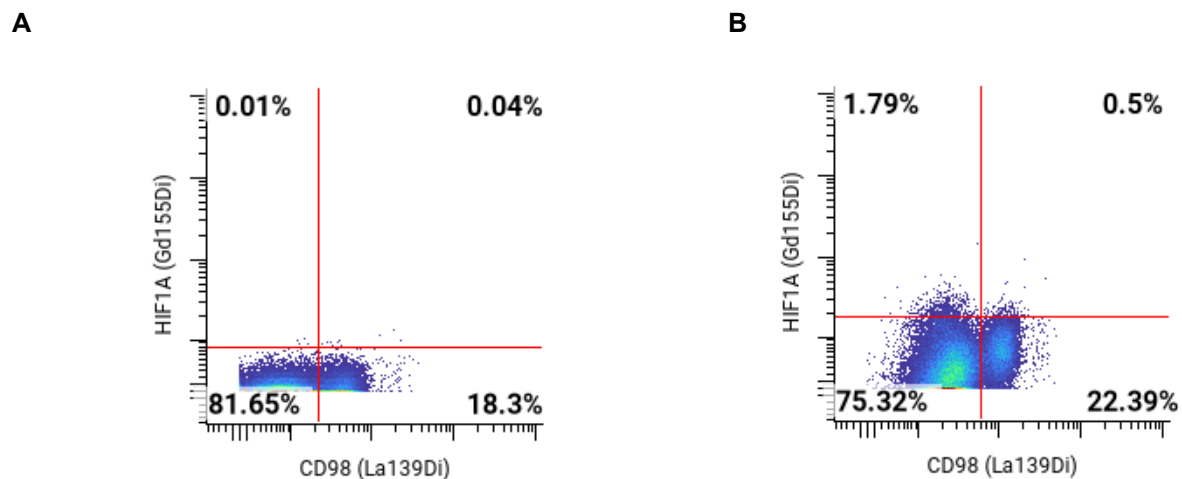 A
B
0.01%
0.04%
HIF1A (Gd155Di)
81.65%
18.3%
CD98 (La139Di)
1.79%
0.5%
HIF1A (Gd155Di)
75.32%
22.39%
CD98 (La139Di)